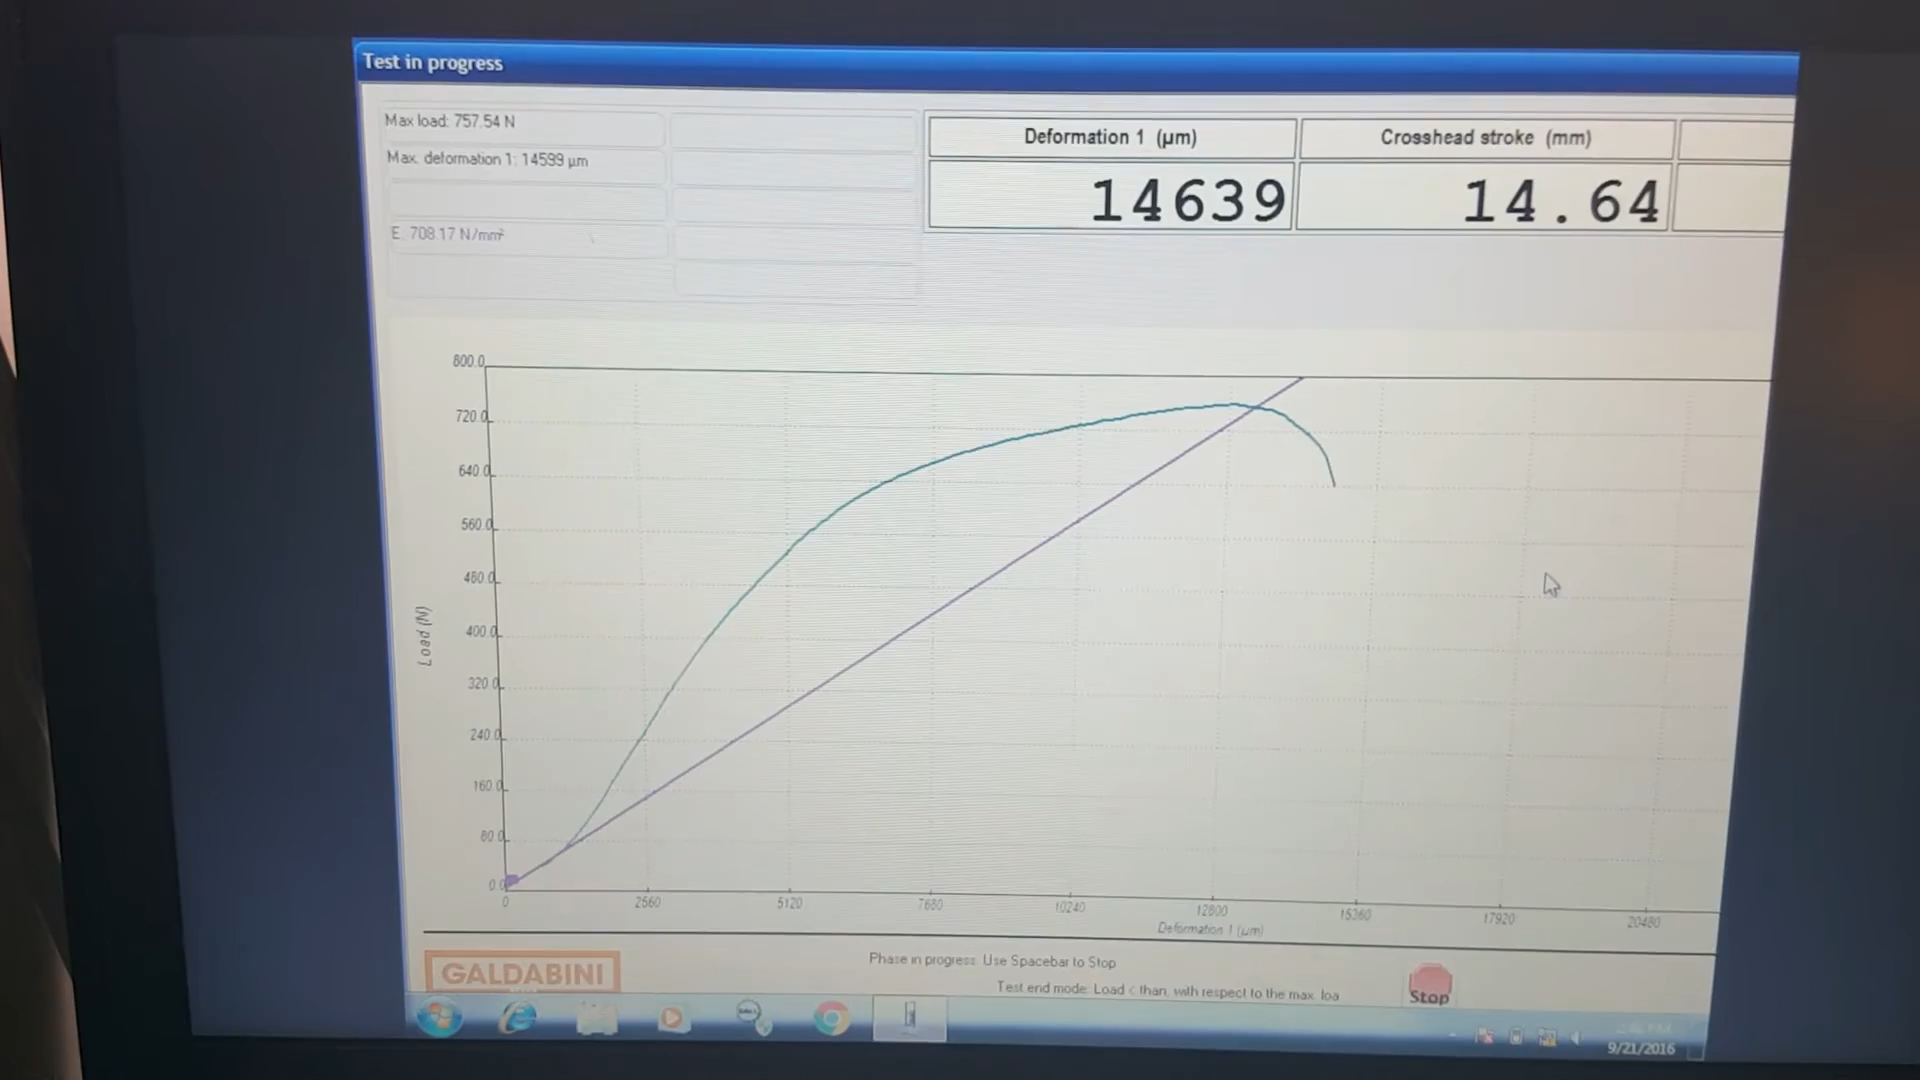 Test in progress
Max load: 757.54 N
Max. deformation 1: 14599 µm
E: 708.17 N/mm²
Deformation 1 (µm)
Crosshead stroke (mm)
14639
14.64
800.0
720.0
640.0
560.0
480.0
400.0
320.0
240.0
160.0
80.0
0.0
Load (N)
0
2560
5120
7680
10240
12800
15360
17920
20480
Deformation 1 (µm)
GALDABINI
Phase in progress. Use Spacebar to Stop
Test end mode: Load < than, with respect to the max. loa
Stop
9/21/2016